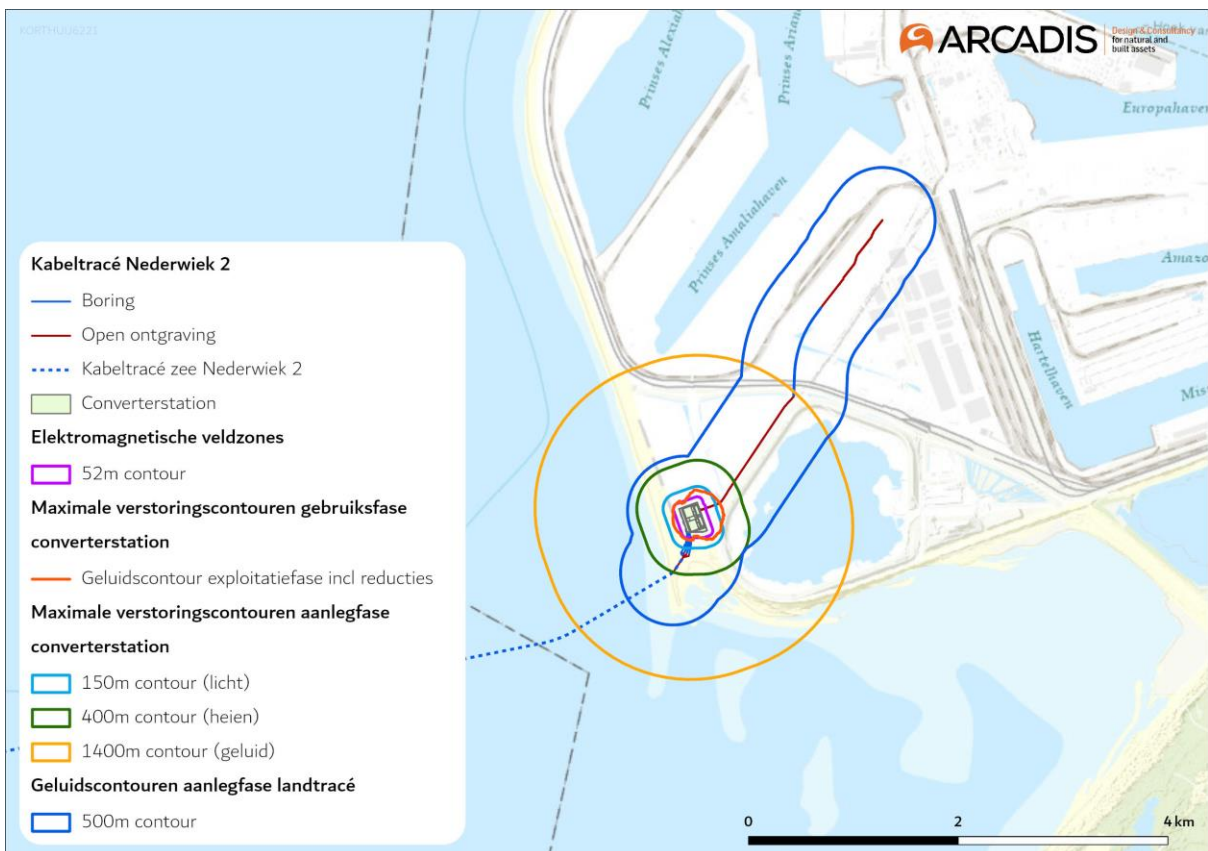 KORTHUU6221
ARCADIS
Design & Consultancy
for natural and
built assets
Prinses Alexia
Prinses Arian
Europahaven
Prinses Amaliahaven
Amazo
Hartelhaven
Mis
Kabeltracé Nederwiek 2
Boring
Open ontgraving
Kabeltracé zee Nederwiek 2
Converterstation
Elektromagnetische veldzones
52m contour
Maximale verstoringscontouren gebruiksfase
converterstation
Geluidscontour exploitatiefase incl reducties
Maximale verstoringscontouren aanlegfase
converterstation
150m contour (licht)
400m contour (heien)
1400m contour (geluid)
Geluidscontouren aanlegfase landtracé
500m contour
0 2 4 km